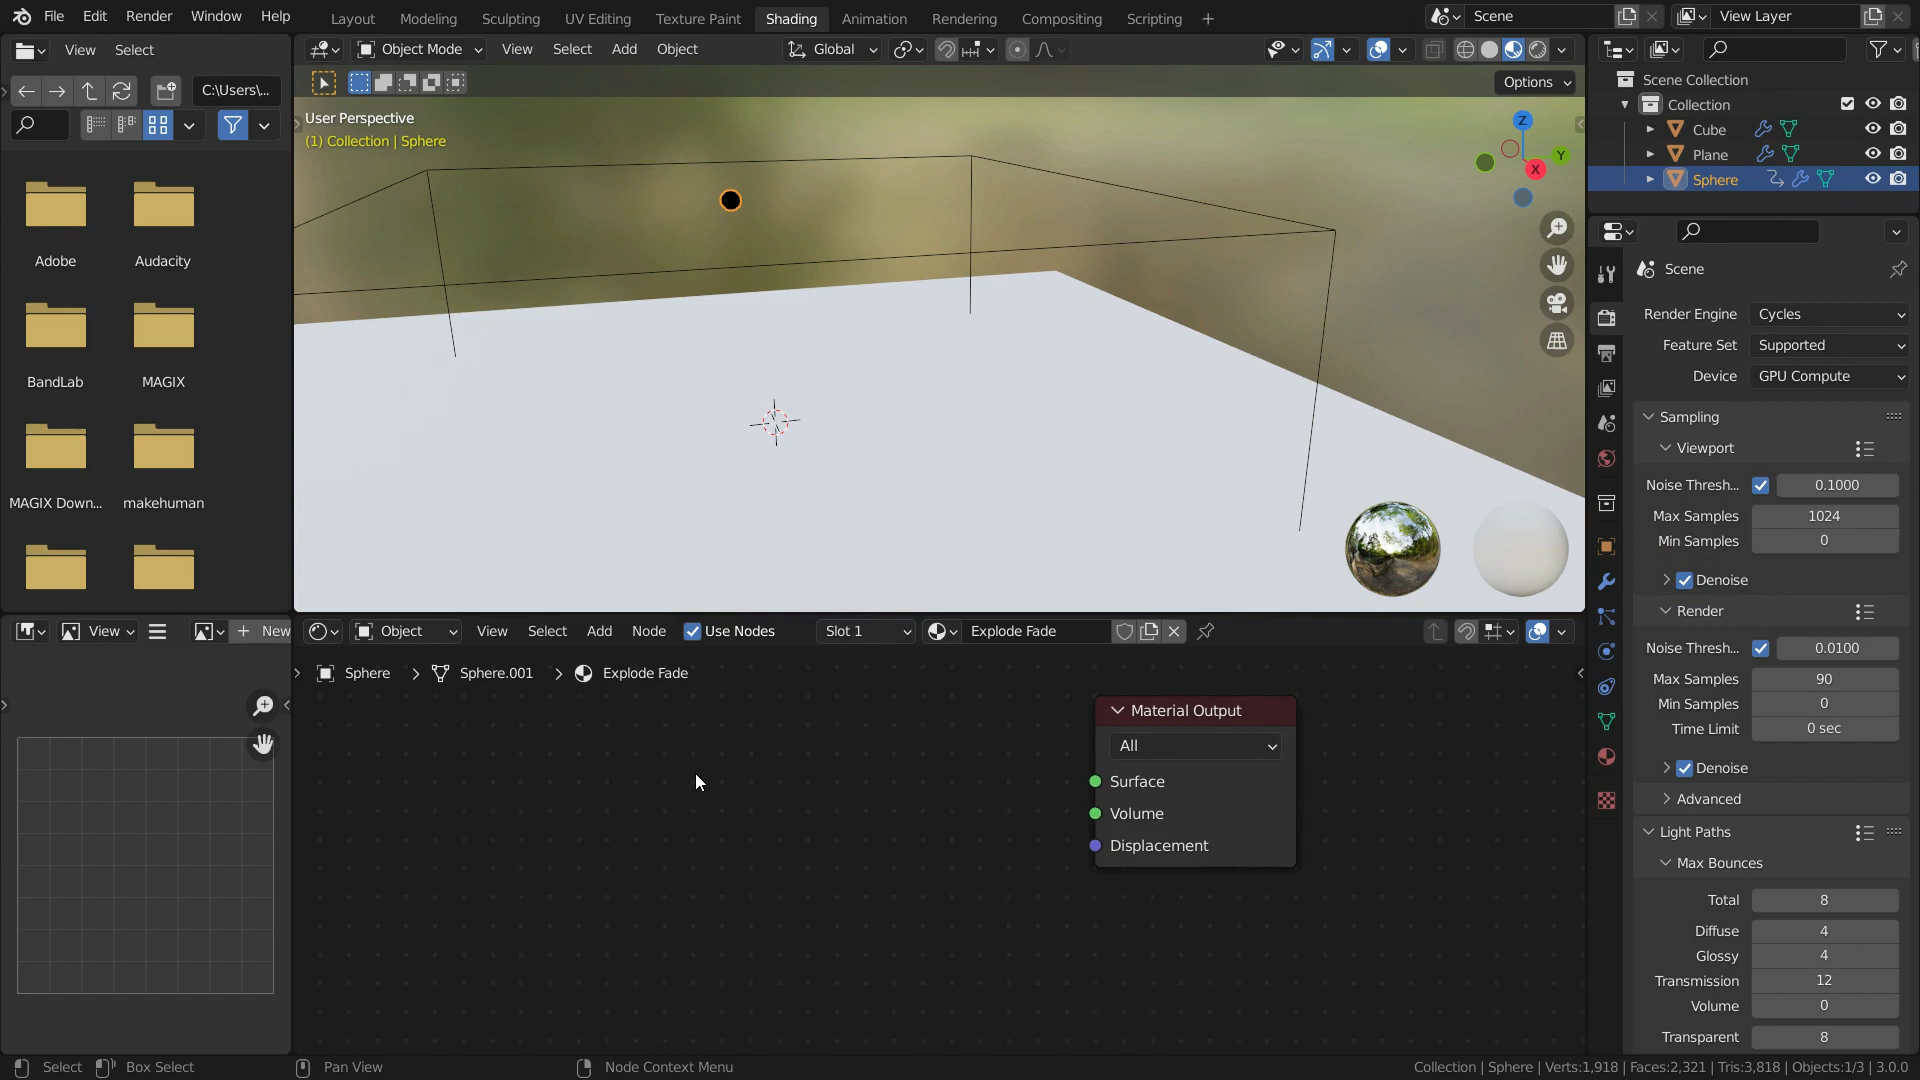 File Edit Render Window Help
Layout Modeling Sculpting UV Editing Texture Paint Shading Animation Rendering Compositing Scripting +
Scene
View Layer
View Select
Object Mode View Select Add Object
Global
C:\Users\...
Options
User Perspective
(1) Collection | Sphere
Z
Y
X
Adobe
Audacity
BandLab
MAGIX
MAGIX Down...
makehuman
Scene Collection
Collection
Cube
Plane
Sphere
Scene
Render Engine Cycles
Feature Set Supported
Device GPU Compute
Sampling
Viewport
Noise Thresh... 0.1000
Max Samples 1024
Min Samples 0
Denoise
Render
Noise Thresh... 0.0100
Max Samples 90
Min Samples 0
Time Limit 0 sec
Denoise
Advanced
Light Paths
Max Bounces
Total 8
Diffuse 4
Glossy 4
Transmission 12
Volume 0
Transparent 8
View
+ New
Object View Select Add Node Use Nodes Slot 1 Explode Fade
Sphere > Sphere.001 > Explode Fade
Material Output
All
Surface
Volume
Displacement
Select Box Select Pan View Node Context Menu
Collection | Sphere | Verts:1,918 | Faces:2,321 | Tris:3,818 | Objects:1/3 | 3.0.0